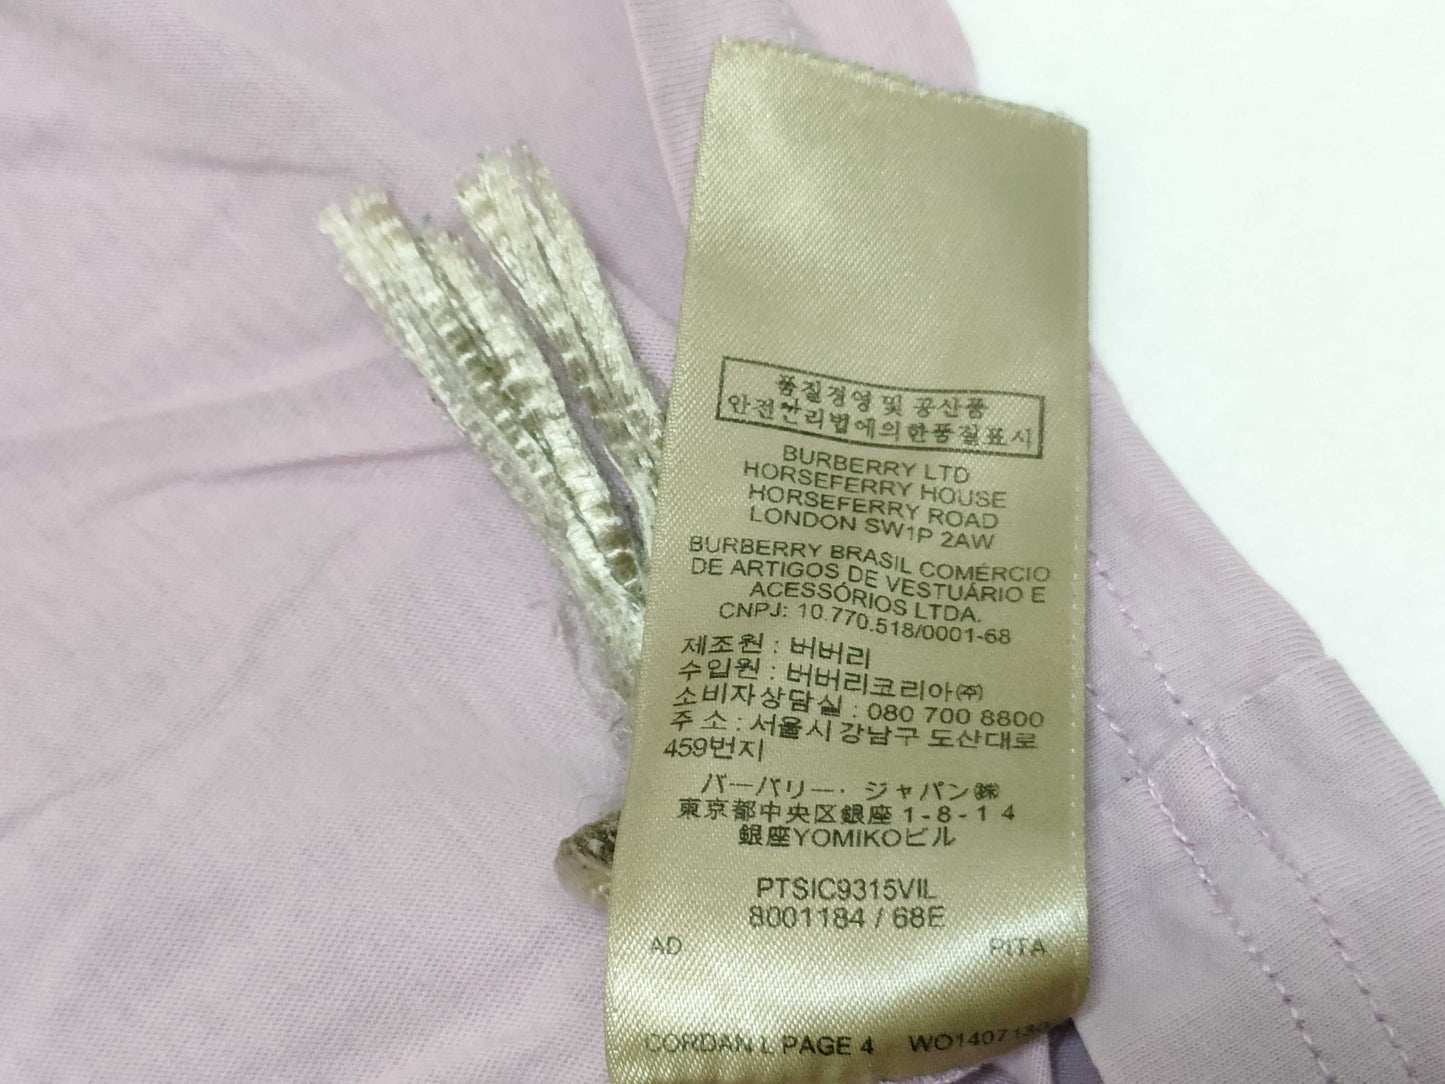 품질경영 및 공산품
안전관리법에의한품질표시
BURBERRY LTD
HORSEFERRY HOUSE
HORSEFERRY ROAD
LONDON SW1P 2AW
BURBERRY BRASIL COMÉRCIO
DE ARTIGOS DE VESTUÁRIO E
ACESSÓRIOS LTDA.
CNPJ: 10.770.518/0001-68
제조원 : 버버리
수입원 : 버버리코리아㈜
소비자상담실 : 080 700 8800
주 소 : 서울시 강남구 도산대로
459번지
バーバリー・ジャパン㈱
東京都中央区銀座 1-8-14
銀座YOMIKOビル
PTSIC9315VIL
8001184 / 68E
AD PITA
CORDAN L PAGE 4